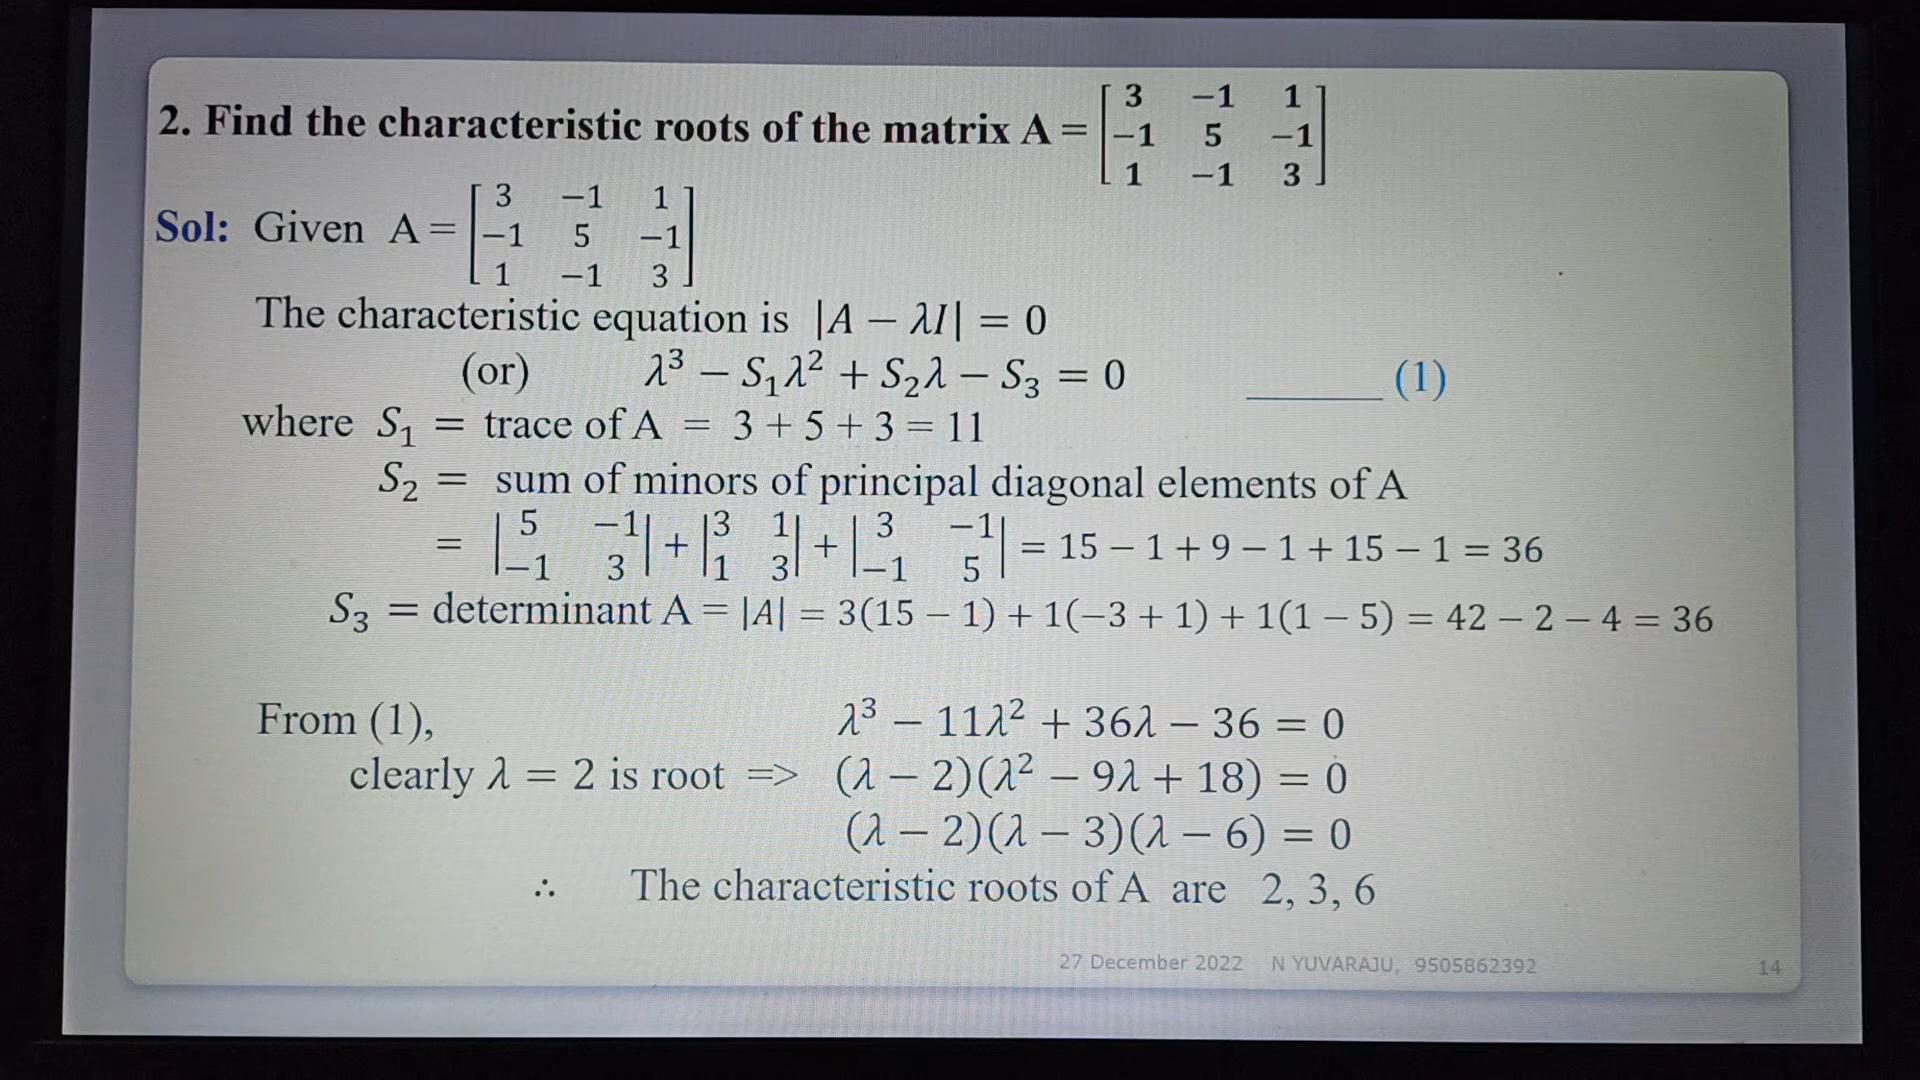 2. Find the characteristic roots of the matrix A = [3 −1 1; −1 5 −1; 1 −1 3]
Sol: Given A = [3 −1 1; −1 5 −1; 1 −1 3]
The characteristic equation is |A − λI| = 0
(or) λ³ − S₁λ² + S₂λ − S₃ = 0 ______ (1)
where S₁ = trace of A = 3 + 5 + 3 = 11
S₂ = sum of minors of principal diagonal elements of A
= |5 −1; −1 3| + |3 1; 1 3| + |3 −1; −1 5| = 15 − 1 + 9 − 1 + 15 − 1 = 36
S₃ = determinant A = |A| = 3(15 − 1) + 1(−3 + 1) + 1(1 − 5) = 42 − 2 − 4 = 36
From (1), λ³ − 11λ² + 36λ − 36 = 0
clearly λ = 2 is root => (λ − 2)(λ² − 9λ + 18) = 0
(λ − 2)(λ − 3)(λ − 6) = 0
∴ The characteristic roots of A are 2, 3, 6
27 December 2022 N YUVARAJU, 9505862392 14